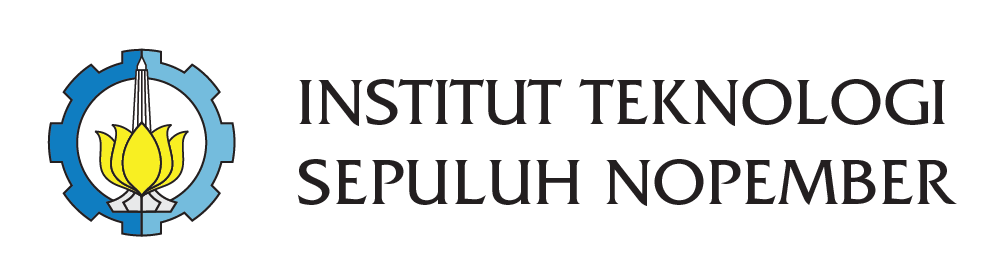 INSTITUT TEKNOLOGI
SEPULUH NOPEMBER